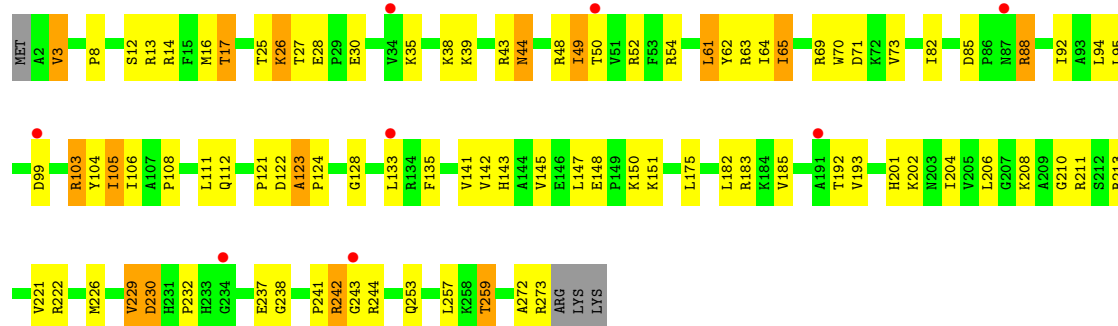 MET A2 V3 P8 S12 R13 R14 F15 M16 T17 T25 K26 T27 E28 P29 E30 V34 K35 K38 K39 R43 N44 R48 I49 T50 V51 R52 F53 R54 L61 Y62 R63 I64 I65 R69 W70 D71 K72 V73 I82 D85 P86 N87 R88 I92 A93 L94 L95
D99 R103 Y104 I105 I106 A107 P108 L111 Q112 P121 D122 A123 P124 G128 L133 R134 F135 V141 V142 H143 A144 V145 E146 L147 E148 P149 K150 K151 L175 L182 R183 K184 V185 A191 T192 V193 H201 K202 N203 I204 V205 L206 G207 K208 A209 G210 R211 S212 R213
V221 R222 M226 V229 D230 H231 P232 H233 G234 E237 G238 P241 R242 G243 R244 Q253 L257 K258 T259 A272 R273 ARG LYS LYS